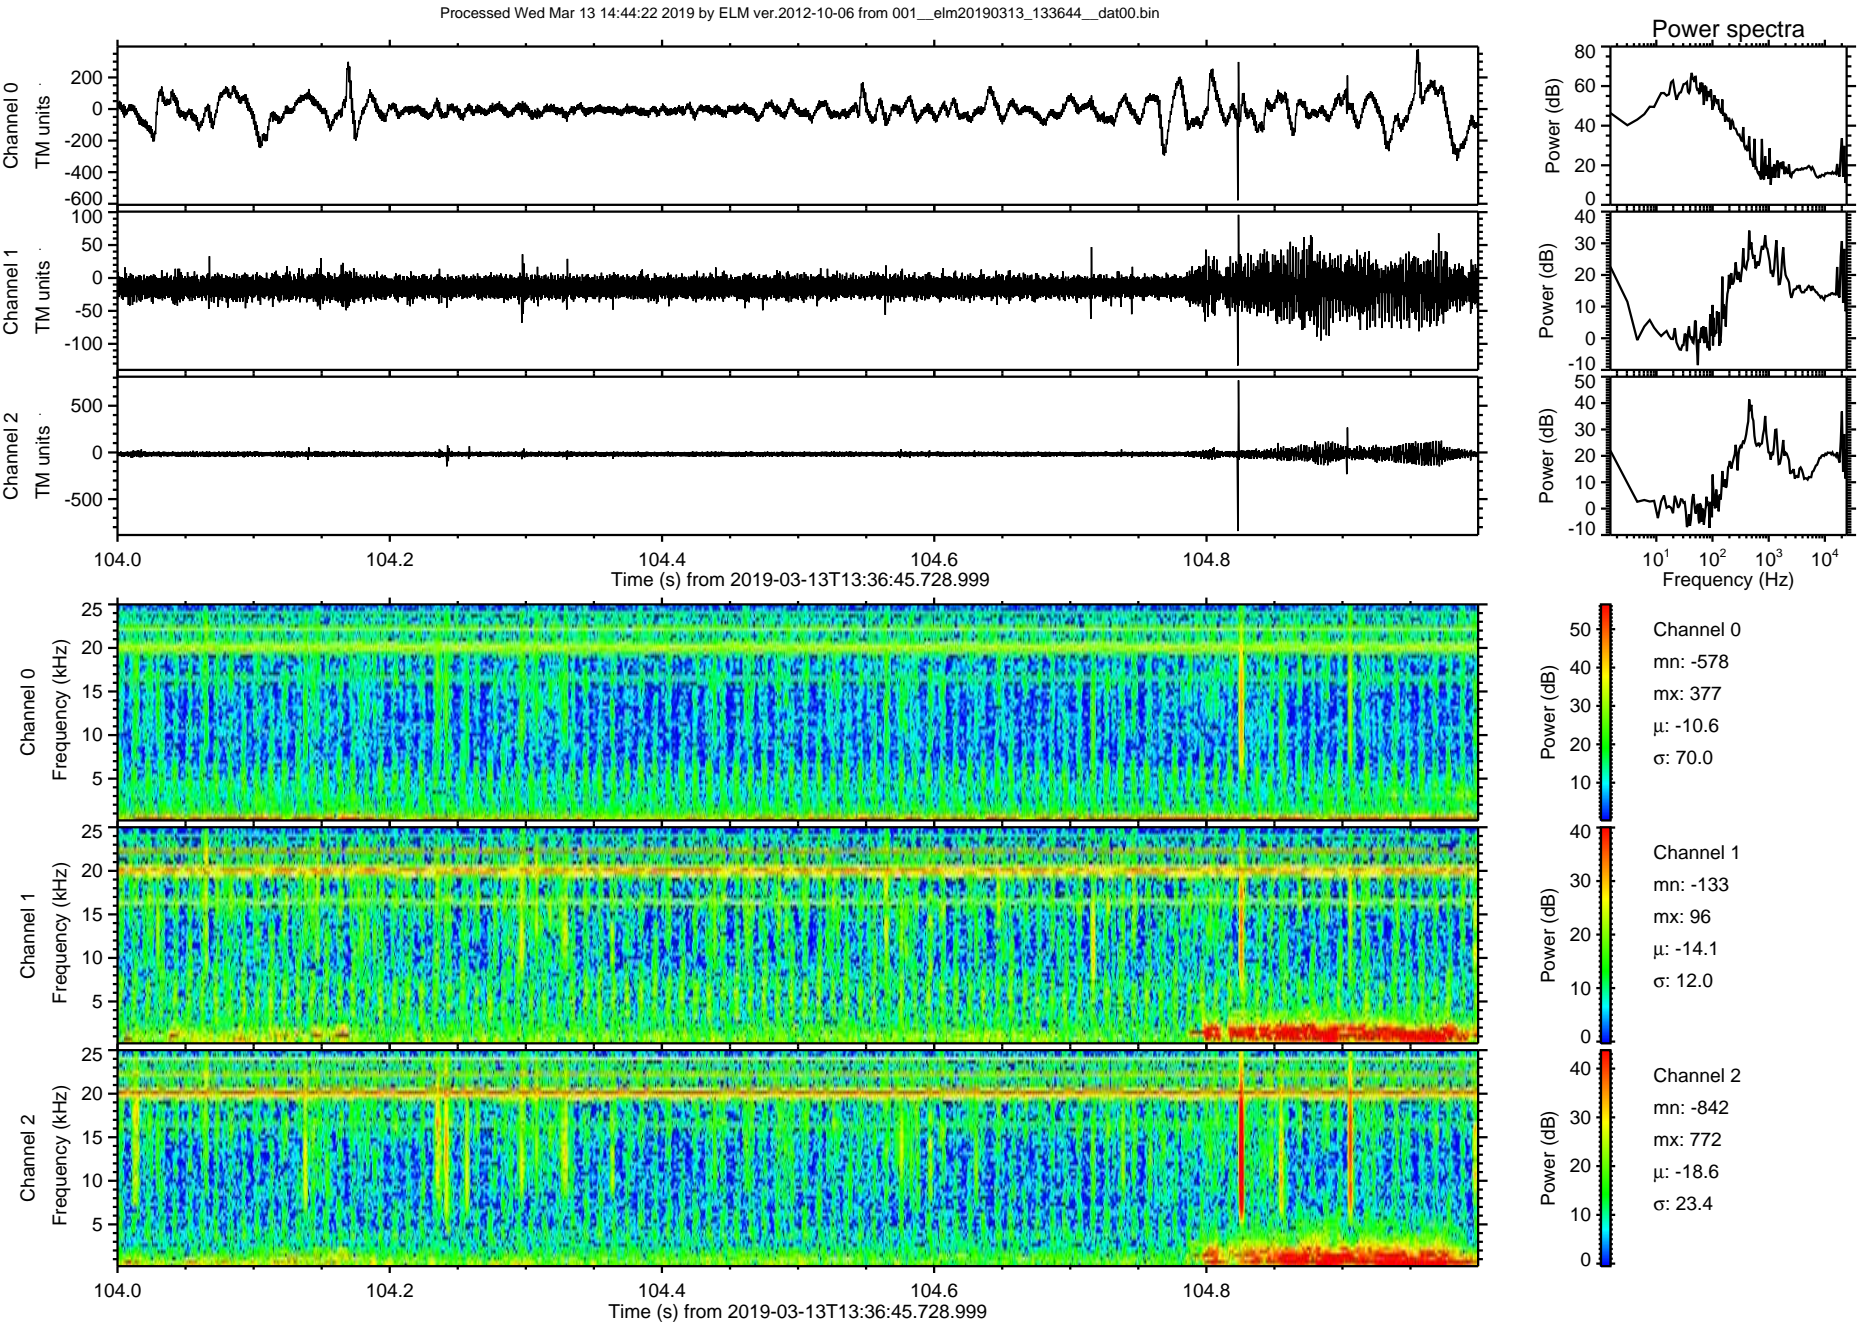 Processed Wed Mar 13 14:44:22 2019 by ELM ver.2012-10-06 from 001__elm20190313_133644__dat00.bin
Power spectra
Channel 0
TM units
200
0
-200
-400
-600
Power (dB)
80
60
40
20
0
Channel 1
TM units
100
50
0
-50
-100
Power (dB)
40
30
20
10
0
-10
Channel 2
TM units
500
0
-500
Power (dB)
50
40
30
20
10
0
-10
104.0 104.2 104.4 104.6 104.8
Time (s) from 2019-03-13T13:36:45.728.999
10¹ 10² 10³ 10⁴
Frequency (Hz)
Channel 0
Frequency (kHz)
25
20
15
10
5
Power (dB)
50
40
30
20
10
Channel 0
mn: -578
mx: 377
μ: -10.6
σ: 70.0
Channel 1
Frequency (kHz)
25
20
15
10
5
Power (dB)
40
30
20
10
0
Channel 1
mn: -133
mx: 96
μ: -14.1
σ: 12.0
Channel 2
Frequency (kHz)
25
20
15
10
5
Power (dB)
40
30
20
10
0
Channel 2
mn: -842
mx: 772
μ: -18.6
σ: 23.4
104.0 104.2 104.4 104.6 104.8
Time (s) from 2019-03-13T13:36:45.728.999